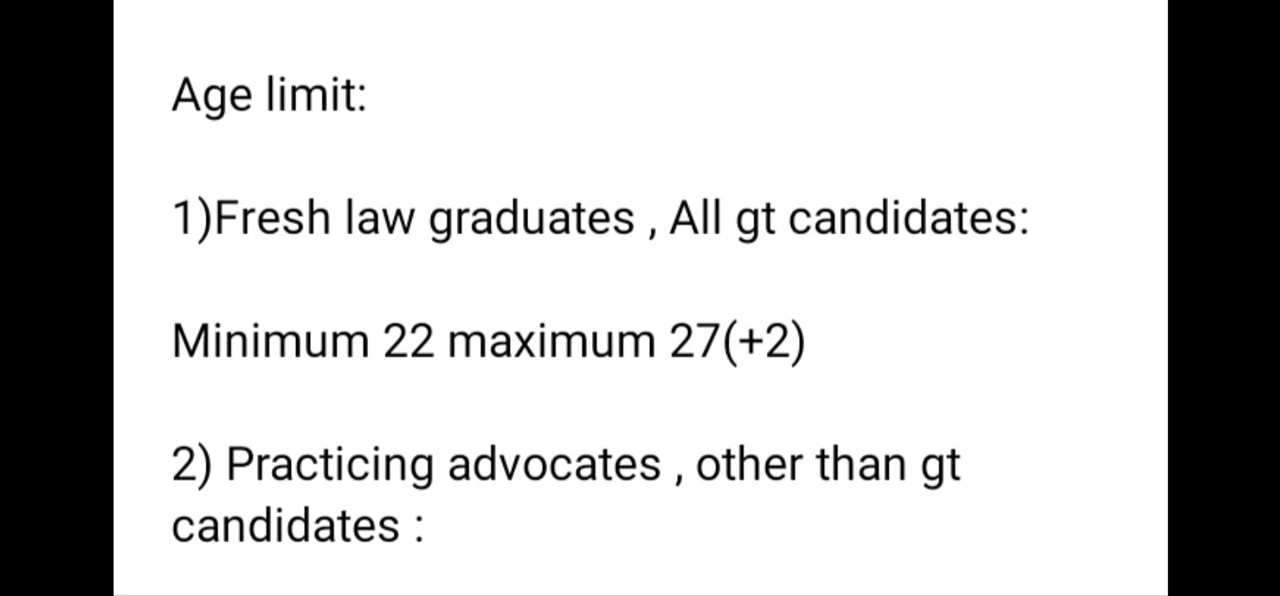 Age limit:
1)Fresh law graduates , All gt candidates:
Minimum 22 maximum 27(+2)
2) Practicing advocates , other than gt
candidates :